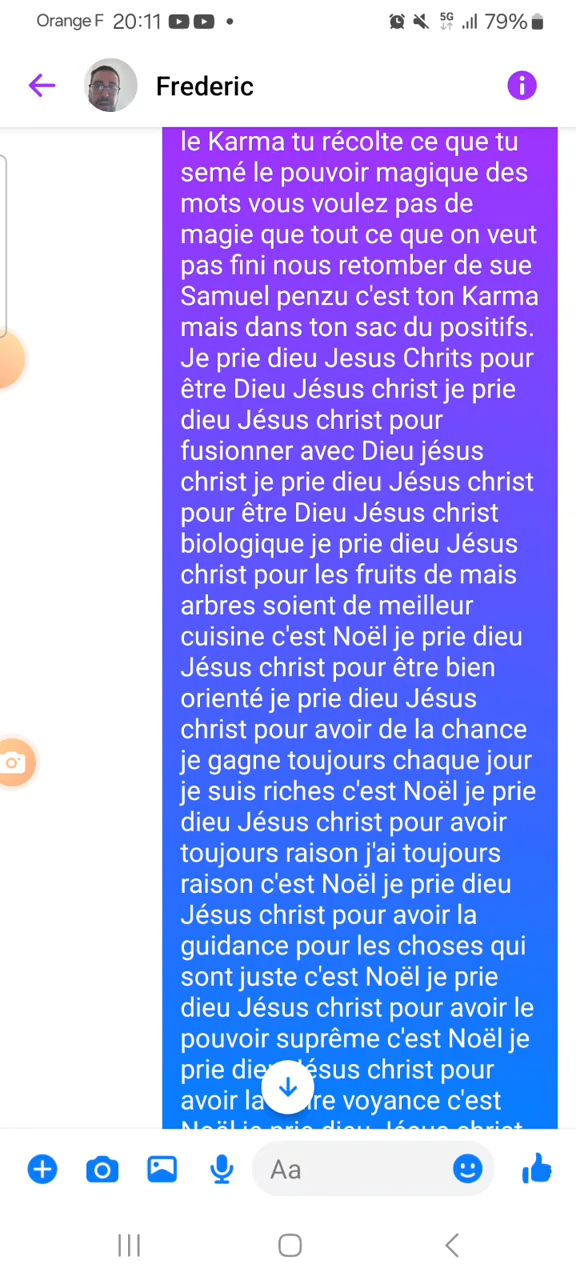 Orange F 20:11 •
5G 79%
Frederic
le Karma tu récolte ce que tu
semé le pouvoir magique des
mots vous voulez pas de
magie que tout ce que on veut
pas fini nous retomber de sue
Samuel penzu c'est ton Karma
mais dans ton sac du positifs.
Je prie dieu Jesus Chrits pour
être Dieu Jésus christ je prie
dieu Jésus christ pour
fusionner avec Dieu jésus
christ je prie dieu Jésus christ
pour être Dieu Jésus christ
biologique je prie dieu Jésus
christ pour les fruits de mais
arbres soient de meilleur
cuisine c'est Noël je prie dieu
Jésus christ pour être bien
orienté je prie dieu Jésus
christ pour avoir de la chance
je gagne toujours chaque jour
je suis riches c'est Noël je prie
dieu Jésus christ pour avoir
toujours raison j'ai toujours
raison c'est Noël je prie dieu
Jésus christ pour avoir la
guidance pour les choses qui
sont juste c'est Noël je prie
dieu Jésus christ pour avoir le
pouvoir suprême c'est Noël je
prie christ pour
avoir voyance c'est
Noël je prie dieu Jésus christ
Aa